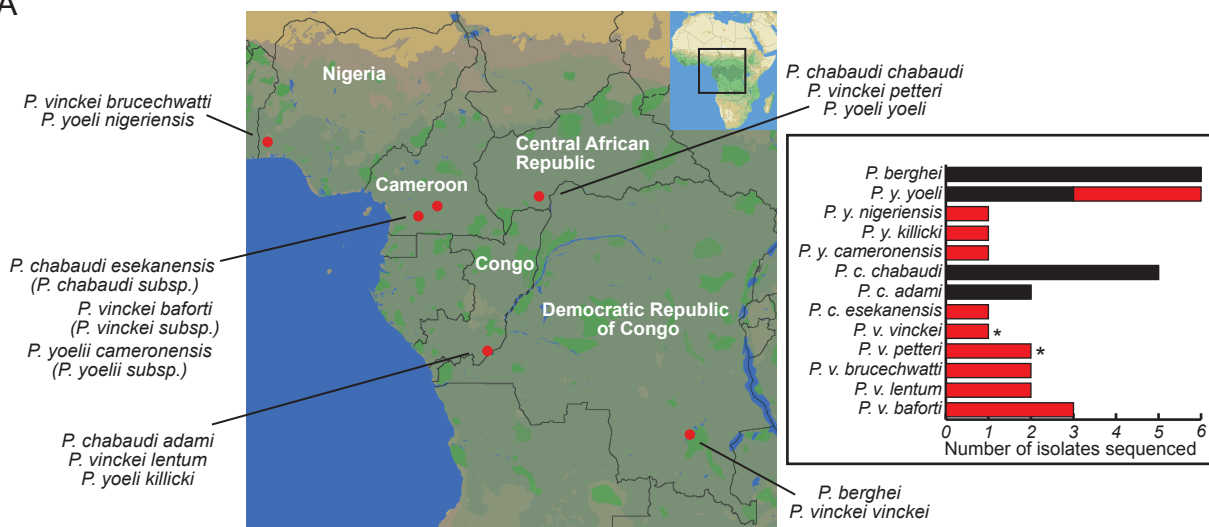 A
P. vinckei brucechwatti
P. yoeli nigeriensis
P. chabaudi esekanensis
(P. chabaudi subsp.)
P. vinckei baforti
(P. vinckei subsp.)
P. yoelii cameronensis
(P. yoelii subsp.)
P. chabaudi adami
P. vinckei lentum
P. yoeli killicki
Nigeria
Cameroon
Central African
Republic
Congo
Democratic Republic
of Congo
P. chabaudi chabaudi
P. vinckei petteri
P. yoeli yoeli
P. berghei
P. vinckei vinckei
P. berghei
P. y. yoeli
P. y. nigeriensis
P. y. killicki
P. y. cameronensis
P. c. chabaudi
P. c. adami
P. c. esekanensis
P. v. vinckei *
P. v. petteri *
P. v. brucechwatti
P. v. lentum
P. v. baforti
0 1 2 3 4 5 6
Number of isolates sequenced